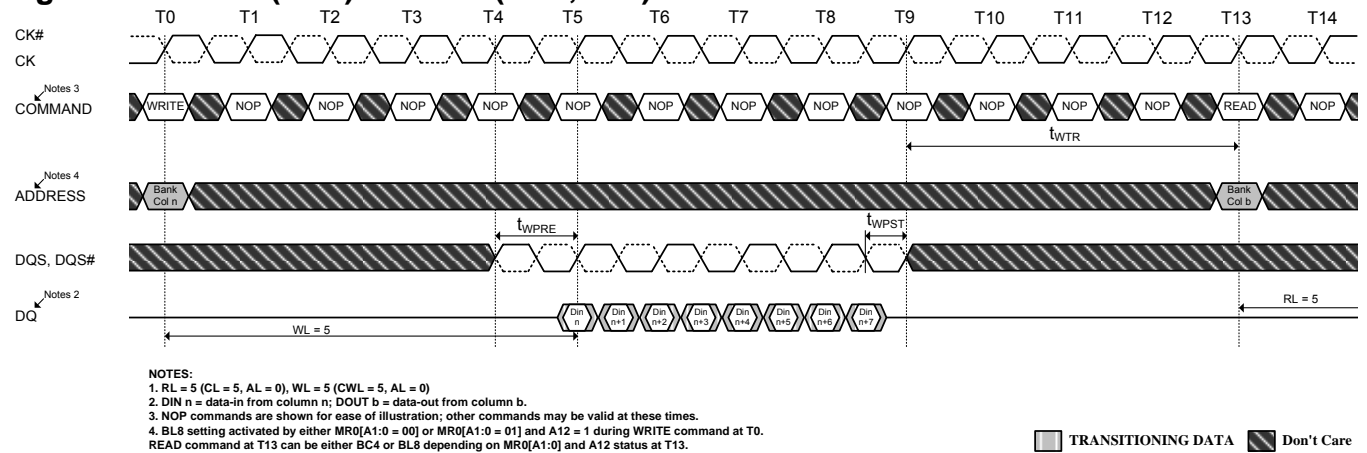 T0 T1 T2 T3 T4 T5 T6 T7 T8 T9 T10 T11 T12 T13 T14
CK#
CK
Notes 3
COMMAND
WRITE NOP NOP NOP NOP NOP NOP NOP NOP NOP NOP NOP NOP READ NOP
tWTR
Notes 4
ADDRESS
Bank Bank
Col n Col b
tWPRE tWPST
DQS, DQS#
Notes 2
DQ
Din Din Din Din Din Din Din Din
n n+1 n+2 n+3 n+4 n+5 n+6 n+7
RL = 5
WL = 5
NOTES:
1. RL = 5 (CL = 5, AL = 0), WL = 5 (CWL = 5, AL = 0)
2. DIN n = data-in from column n; DOUT b = data-out from column b.
3. NOP commands are shown for ease of illustration; other commands may be valid at these times.
4. BL8 setting activated by either MR0[A1:0 = 00] or MR0[A1:0 = 01] and A12 = 1 during WRITE command at T0.
READ command at T13 can be either BC4 or BL8 depending on MR0[A1:0] and A12 status at T13.
TRANSITIONING DATA Don't Care